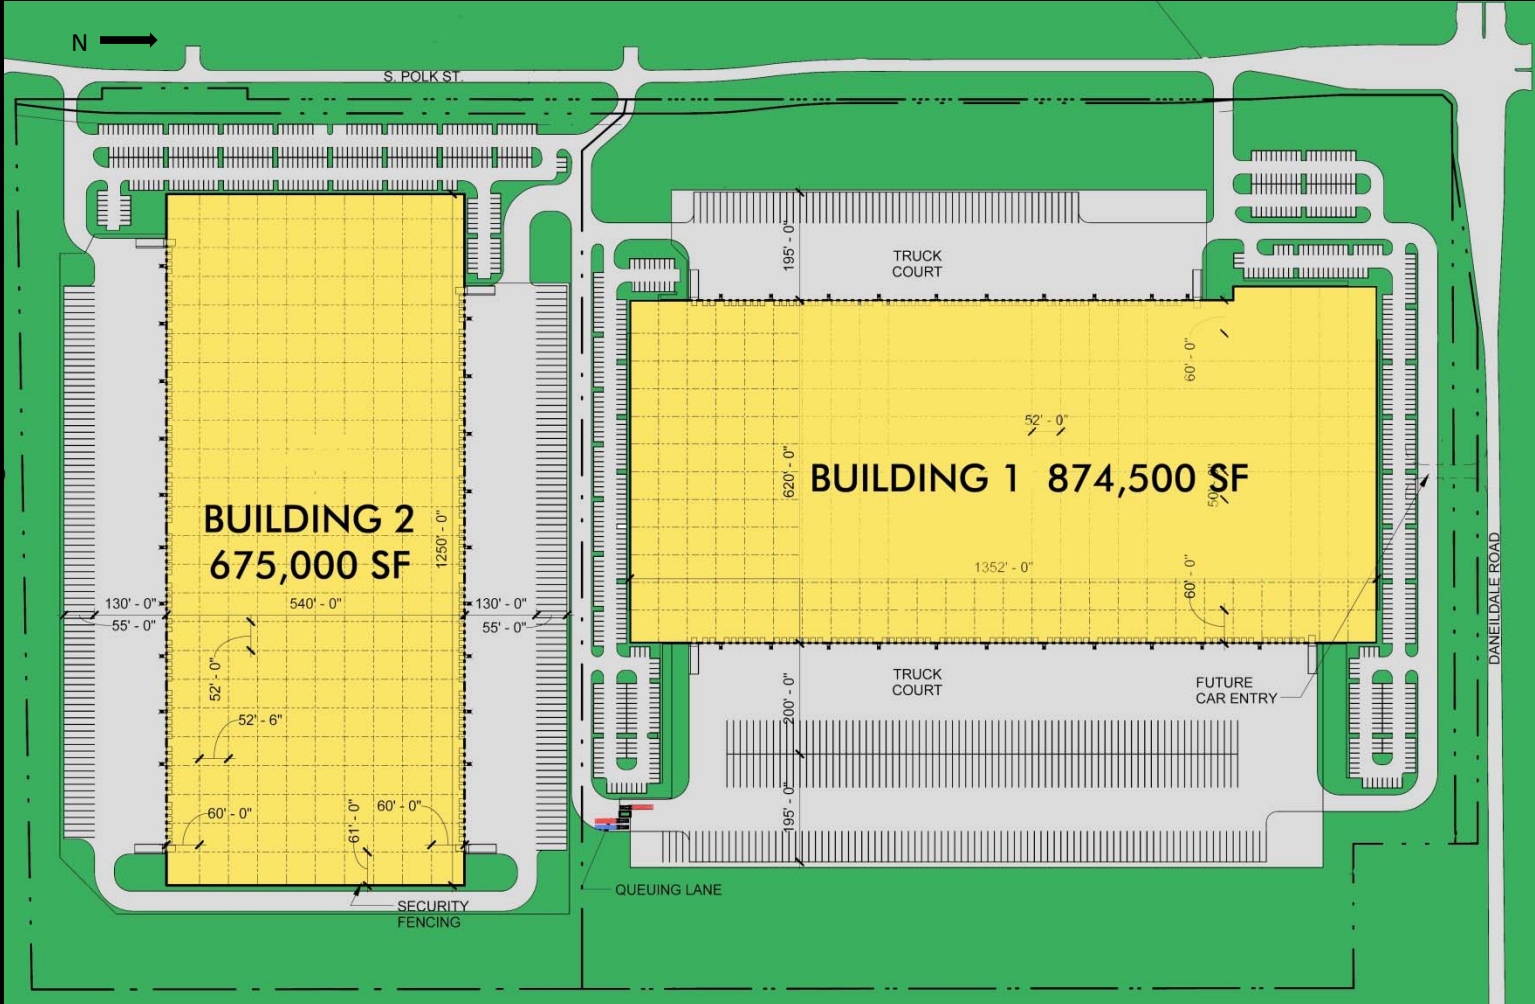 N
S. POLK ST.
195' - 0"
TRUCK
COURT
60' - 0"
52' - 0"
620' - 0"
BUILDING 1 874,500 SF
BUILDING 2
675,000 SF
1250' - 0"
1352' - 0"
60' - 0"
DANEILDALE ROAD
130' - 0"
540' - 0"
130' - 0"
55' - 0"
55' - 0"
52' - 0"
52' - 6"
TRUCK
COURT
200' - 0"
FUTURE
CAR ENTRY
60' - 0"
61' - 0"
60' - 0"
195' - 0"
QUEUING LANE
SECURITY
FENCING